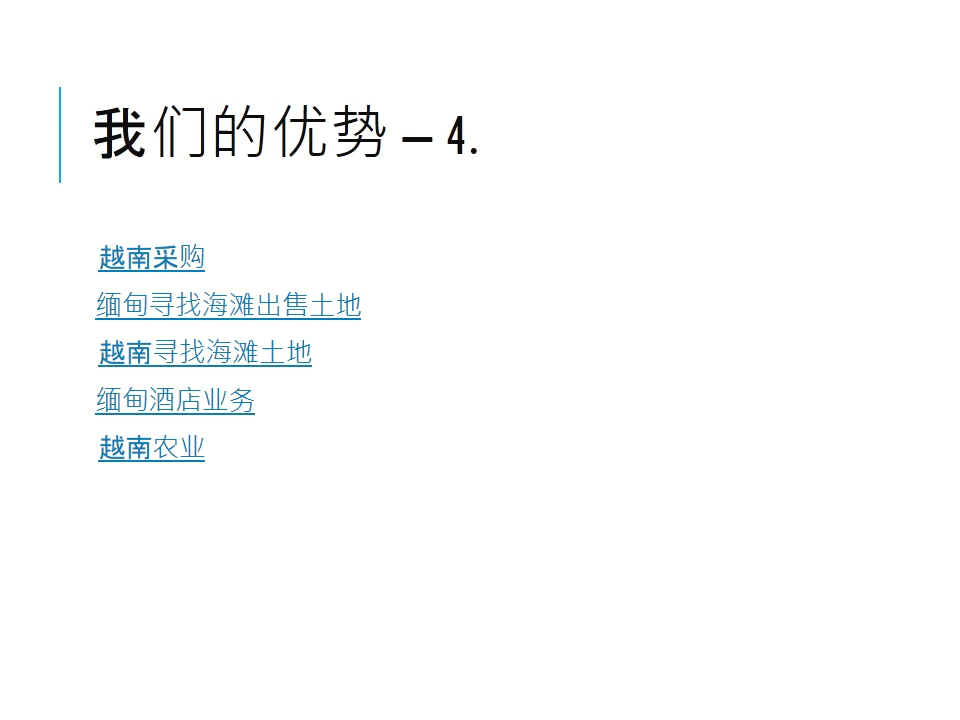 我们的优势 – 4.
越南采购
缅甸寻找海滩出售土地
越南寻找海滩土地
缅甸酒店业务
越南农业